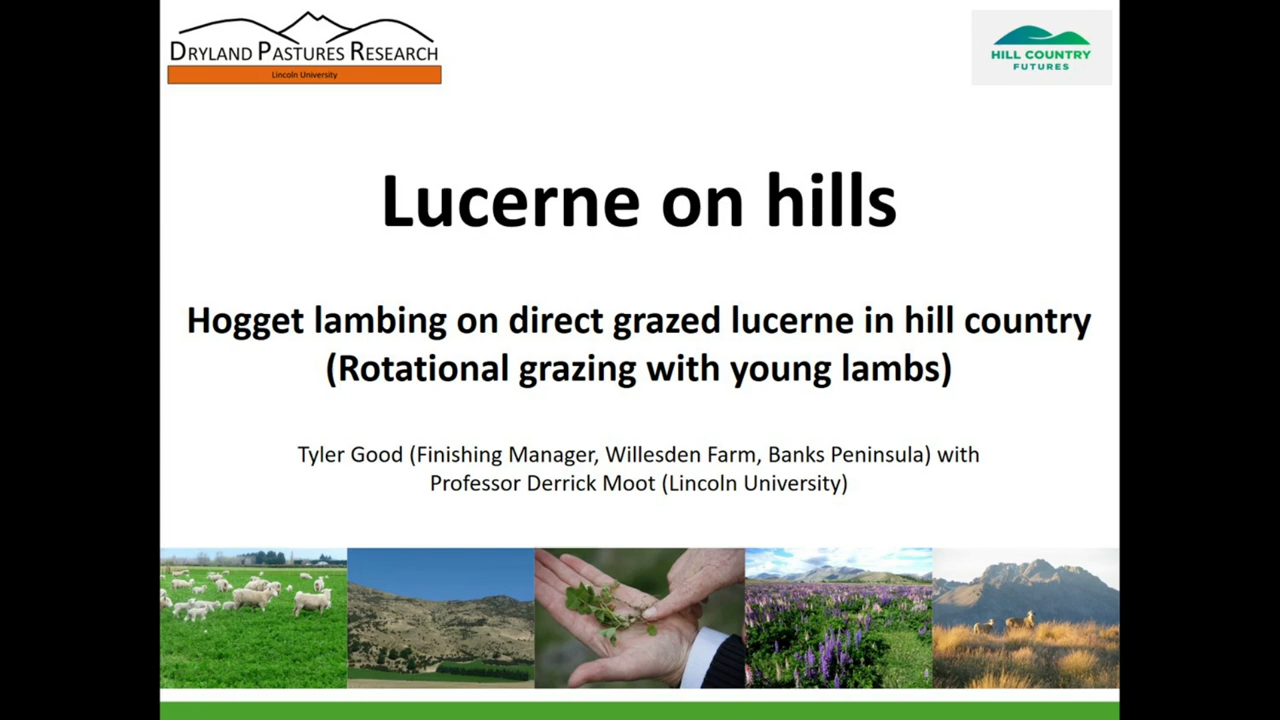 DRYLAND PASTURES RESEARCH
Lincoln University
HILL COUNTRY
FUTURES
Lucerne on hills
Hogget lambing on direct grazed lucerne in hill country
(Rotational grazing with young lambs)
Tyler Good (Finishing Manager, Willesden Farm, Banks Peninsula) with
Professor Derrick Moot (Lincoln University)